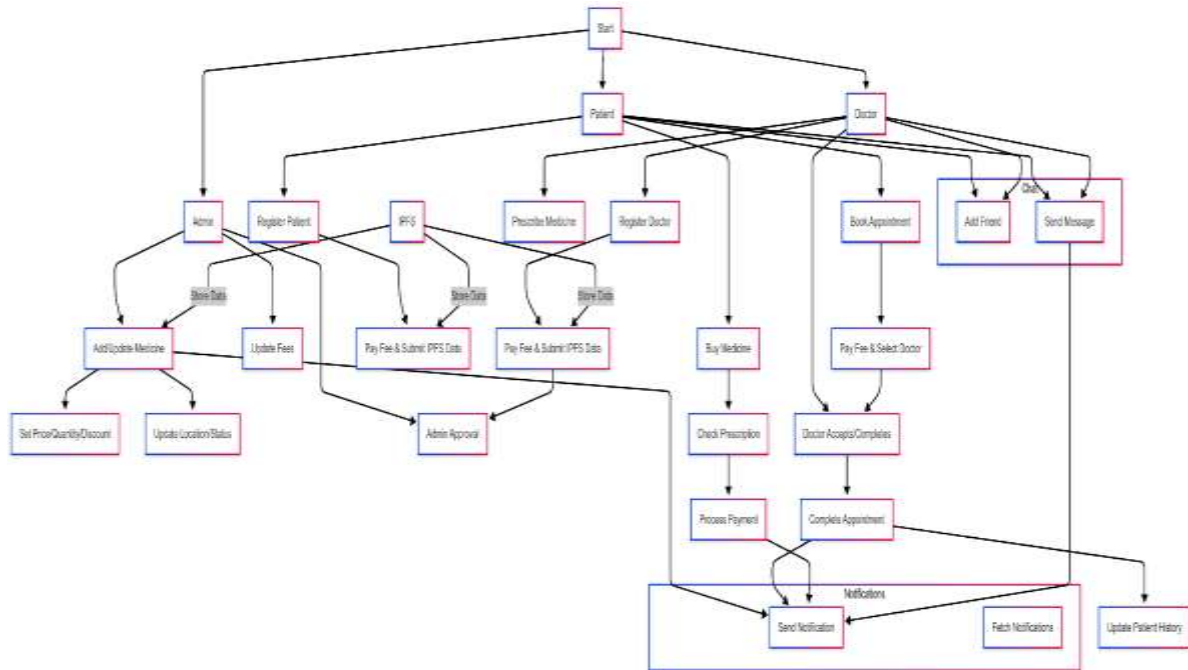 Start
Patient
Doctor
Chat
Admin
Register Patient
IPFS
Prescribe Medicine
Register Doctor
Book Appointment
Add Friend
Send Message
Store Data
Store Data
Store Data
Add/Update Medicine
Update Fees
Pay Fee & Submit IPFS Data
Pay Fee & Submit IPFS Data
Buy Medicine
Pay Fee & Select Doctor
Set Price/Quantity/Discount
Update Location/Status
Admin Approval
Check Prescription
Doctor Accepts/Completes
Process Payment
Complete Appointment
Notifications
Send Notification
Fetch Notifications
Update Patient History